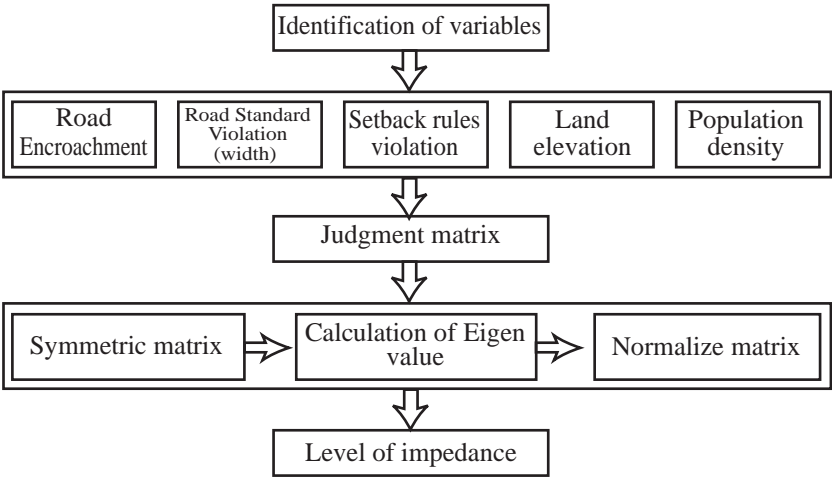 Identification of variables
Road
Encroachment
Road Standard
Violation
(width)
Setback rules
violation
Land
elevation
Population
density
Judgment matrix
Symmetric matrix
Calculation of Eigen
value
Normalize matrix
Level of impedance